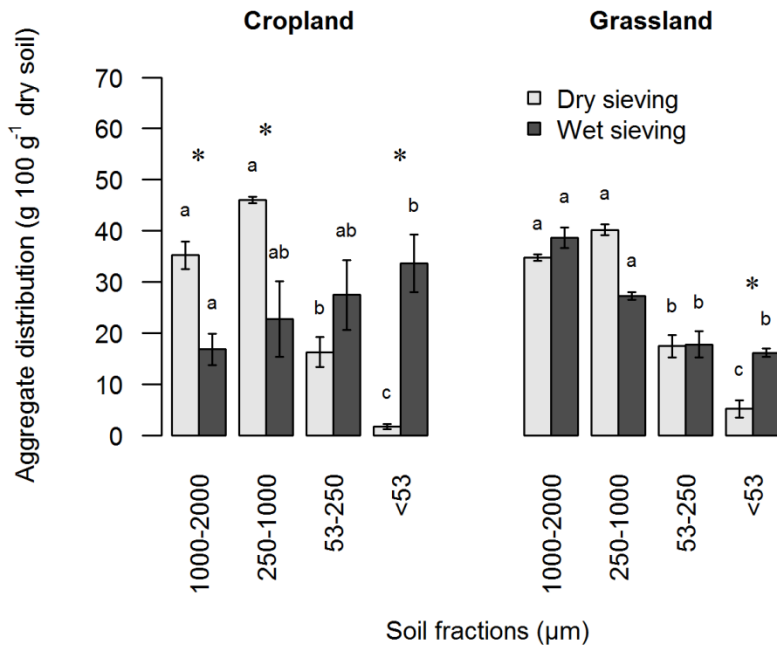 Cropland
Grassland
Aggregate distribution (g 100 g⁻¹ dry soil)
70
60
50
40
30
20
10
0
Dry sieving
Wet sieving
*
*
*
a
a
a
ab
b
ab
c
b
a
a
a
a
b
b
c
*
b
1000-2000
250-1000
53-250
<53
1000-2000
250-1000
53-250
<53
Soil fractions (µm)